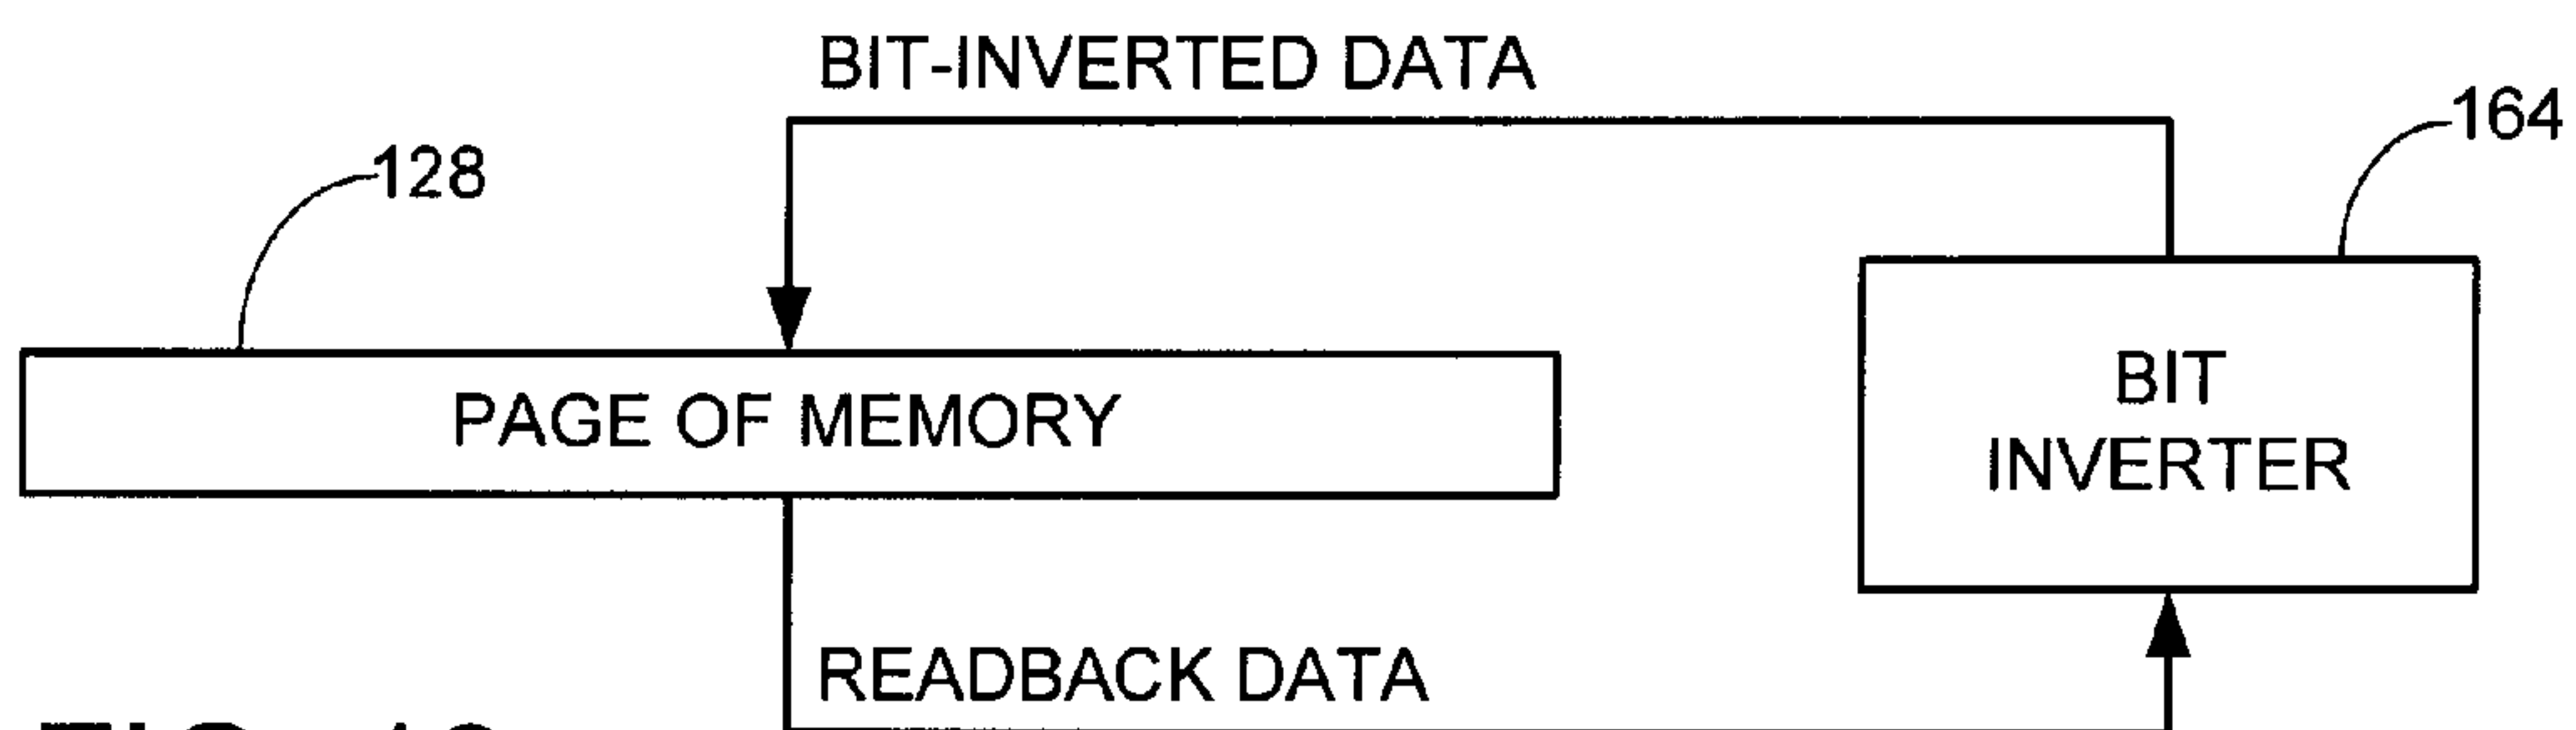 BIT-INVERTED DATA
164
128
PAGE OF MEMORY
BIT
INVERTER
READBACK DATA